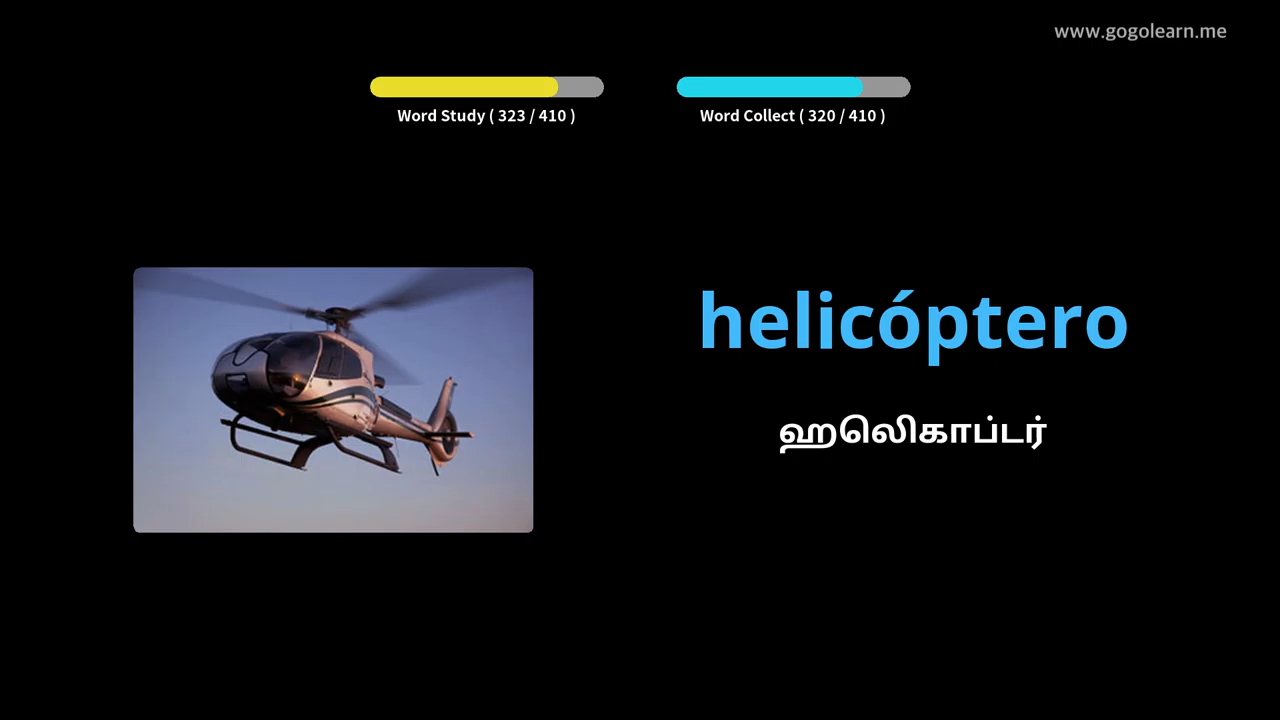 www.gogolearn.me
Word Study ( 323 / 410 )
Word Collect ( 320 / 410 )
helicóptero
ஹெலிகாப்டர்